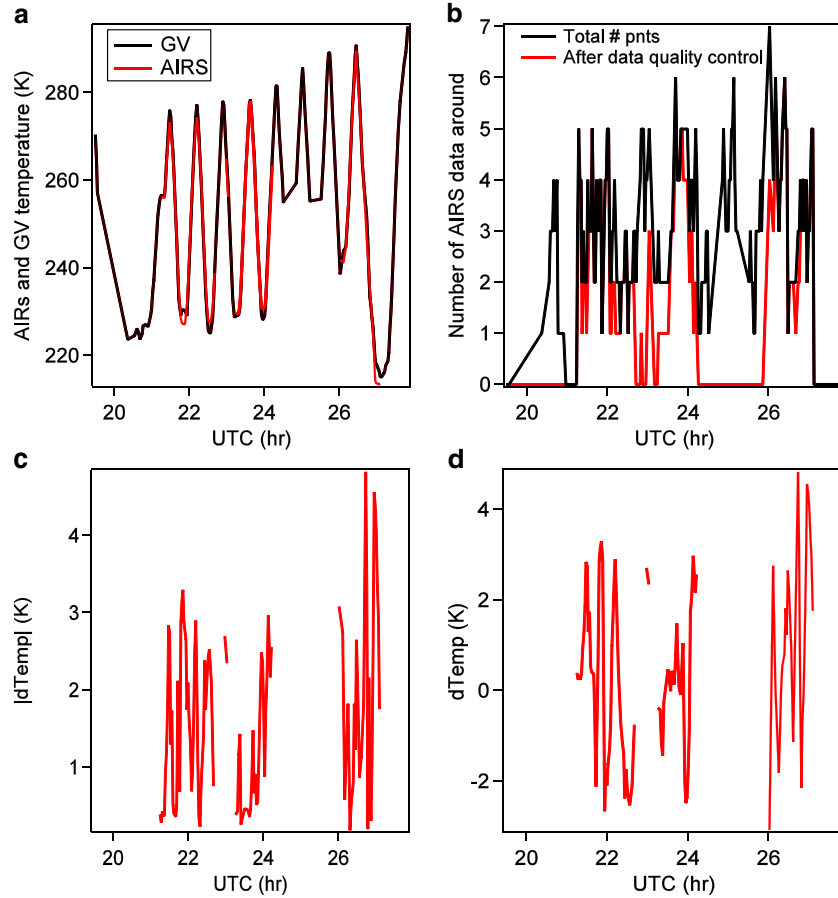 a
GV
AIRS
AIRs and GV temperature (K)
280
260
240
220
20
22
24
26
UTC (hr)
b
Total # pnts
After data quality control
Number of AIRS data around
7
6
5
4
3
2
1
0
20
22
24
26
UTC (hr)
c
|dTemp| (K)
4
3
2
1
20
22
24
26
UTC (hr)
d
dTemp (K)
4
2
0
-2
20
22
24
26
UTC (hr)